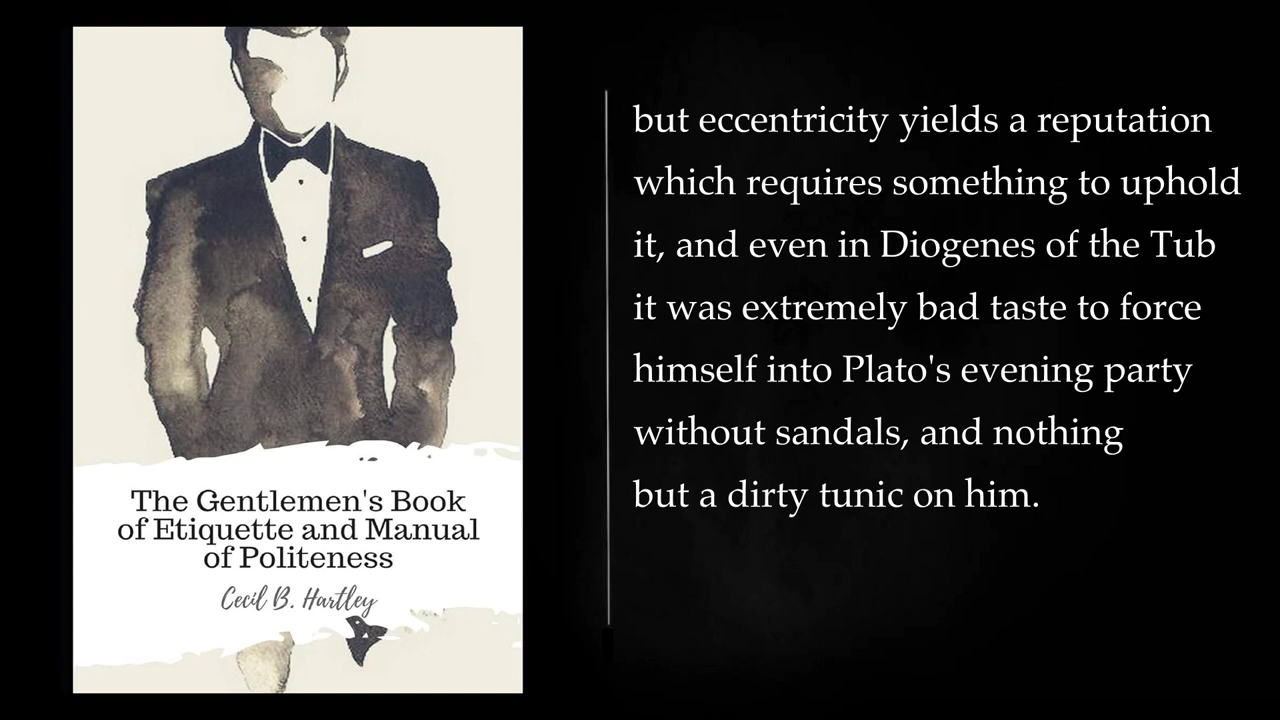 The Gentlemen's Book
of Etiquette and Manual
of Politeness
Cecil B. Hartley
but eccentricity yields a reputation
which requires something to uphold
it, and even in Diogenes of the Tub
it was extremely bad taste to force
himself into Plato's evening party
without sandals, and nothing
but a dirty tunic on him.